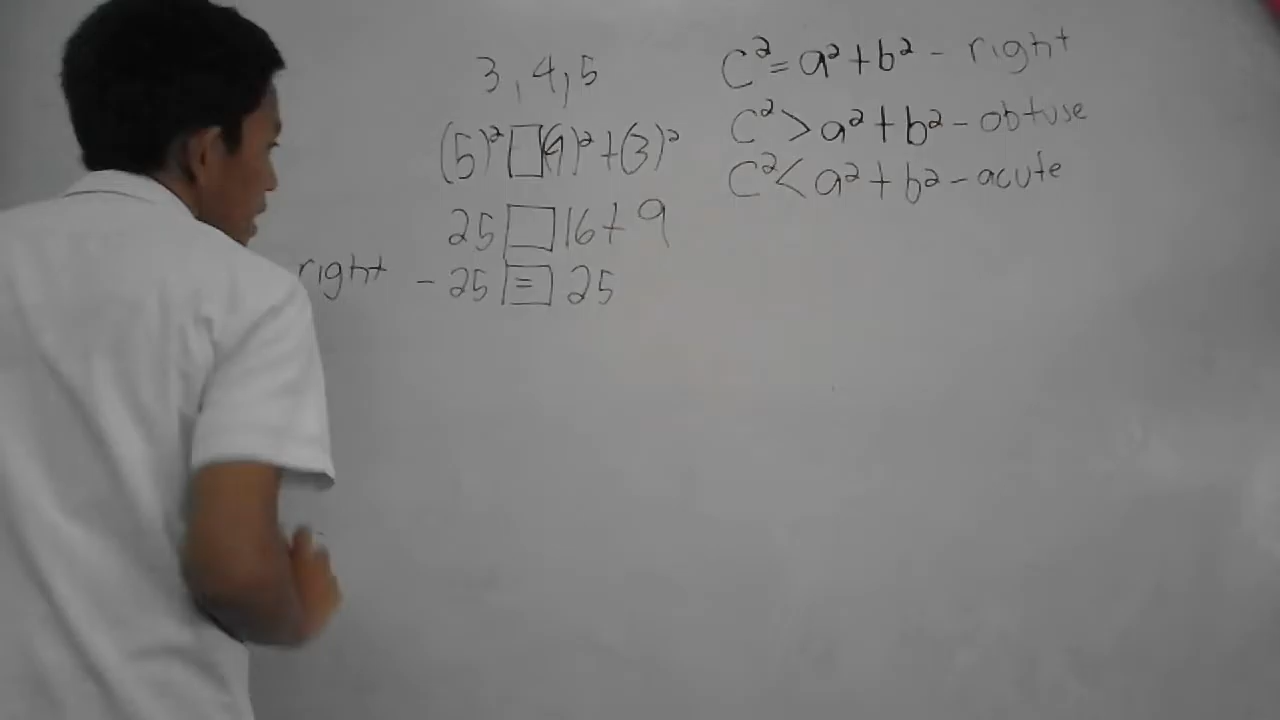 3, 4, 5
(5)² □ (4)² + (3)²
25 □ 16 + 9
right - 25 = 25
C² = a² + b² - right
C² > a² + b² - obtuse
C² < a² + b² - acute